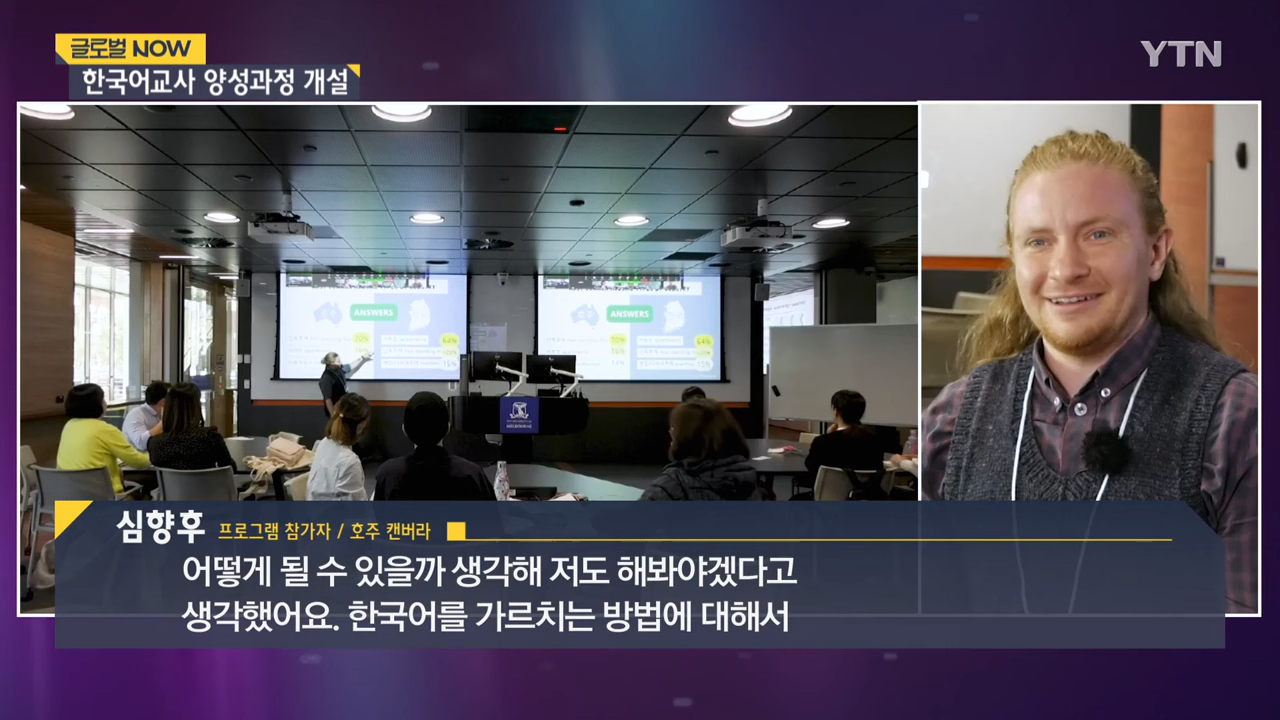 글로벌 NOW
한국어교사 양성과정 개설
YTN
ANSWERS
ANSWERS
MELBOURNE
심향후 프로그램 참가자 / 호주 캔버라
어떻게 될 수 있을까 생각해 저도 해봐야겠다고
생각했어요. 한국어를 가르치는 방법에 대해서